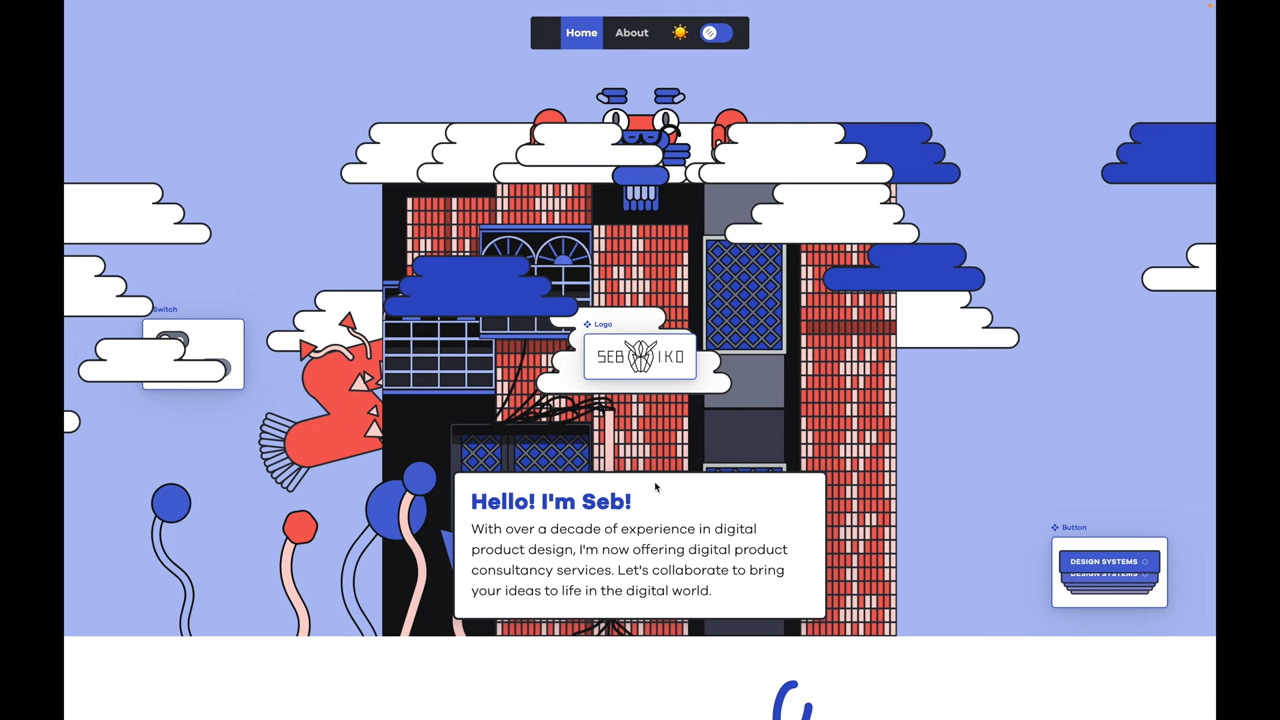 Home About
Switch
Logo
SEB IKO
Hello! I'm Seb!
With over a decade of experience in digital
product design, I'm now offering digital product
consultancy services. Let's collaborate to bring
your ideas to life in the digital world.
Button
DESIGN SYSTEMS
DESIGN SYSTEMS